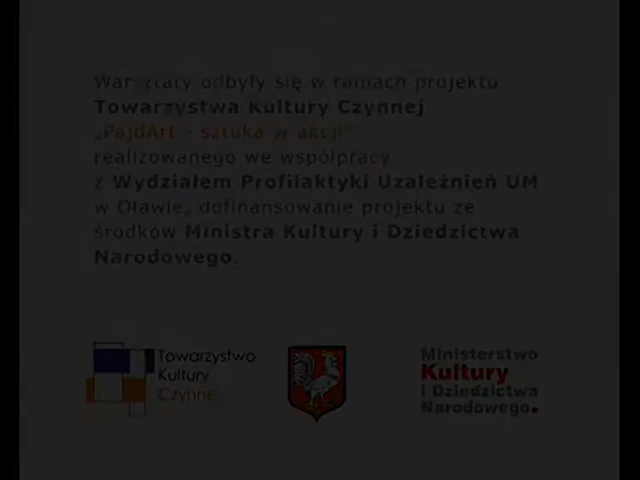 Warsztaty odbyły się w ramach projektu
Towarzystwa Kultury Czynnej
„PajdArt - sztuka w akcji”
realizowanego we współpracy
z Wydziałem Profilaktyki Uzależnień UM
w Oławie, dofinansowanie projektu ze
środków Ministra Kultury i Dziedzictwa
Narodowego.
Towarzystwo
Kultury
Czynnej
Ministerstwo
Kultury
i Dziedzictwa
Narodowego.